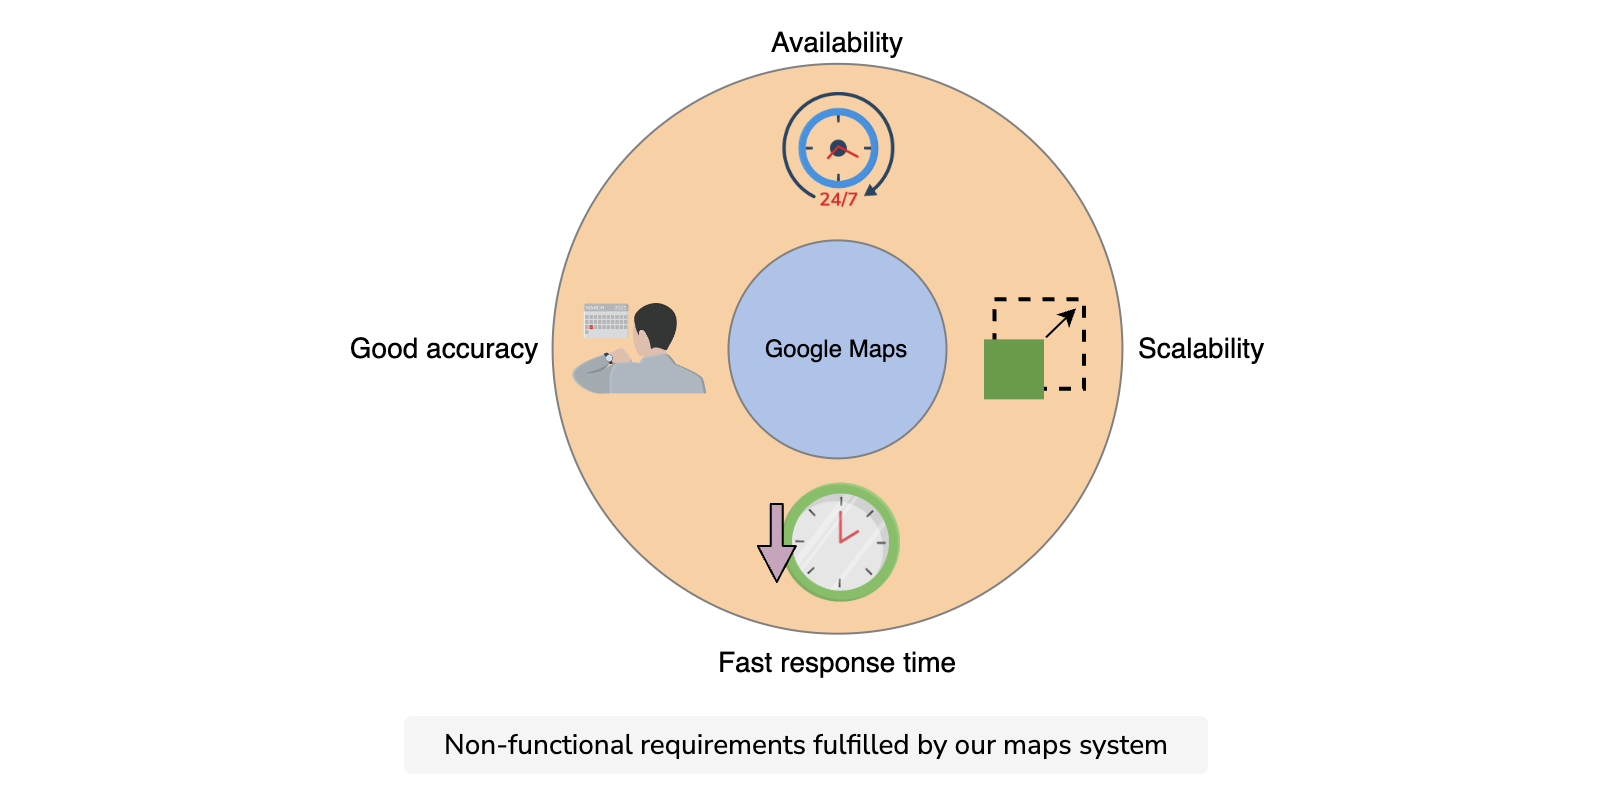 Availability
24/7
MARCH
Good accuracy
Google Maps
Scalability
Fast response time
Non-functional requirements fulfilled by our maps system